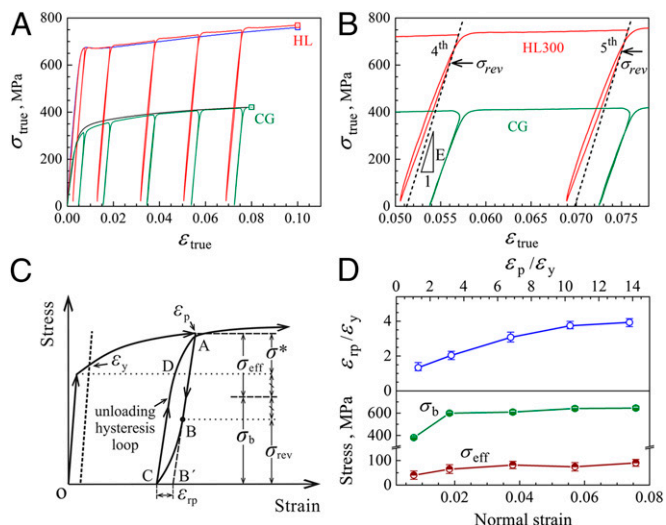 A
800
600
400
200
0
σtrue , MPa
HL
CG
0.00 0.02 0.04 0.06 0.08 0.10
εtrue
B
800
600
400
200
0
σtrue , MPa
4th
HL300
5th
σrev
σrev
CG
E
1
0.050 0.055 0.060 0.065 0.070 0.075
εtrue
C
Stress
εp
A
σ*
εy
D
σeff
unloading
hysteresis
loop
B
σb
σrev
O
C
B′
εrp
Strain
D
εp/εy
0 2 4 6 8 10 12 14
εrp/εy
4
2
0
Stress , MPa
σb
600
400
σeff
100
0
0.00 0.02 0.04 0.06 0.08
Normal strain